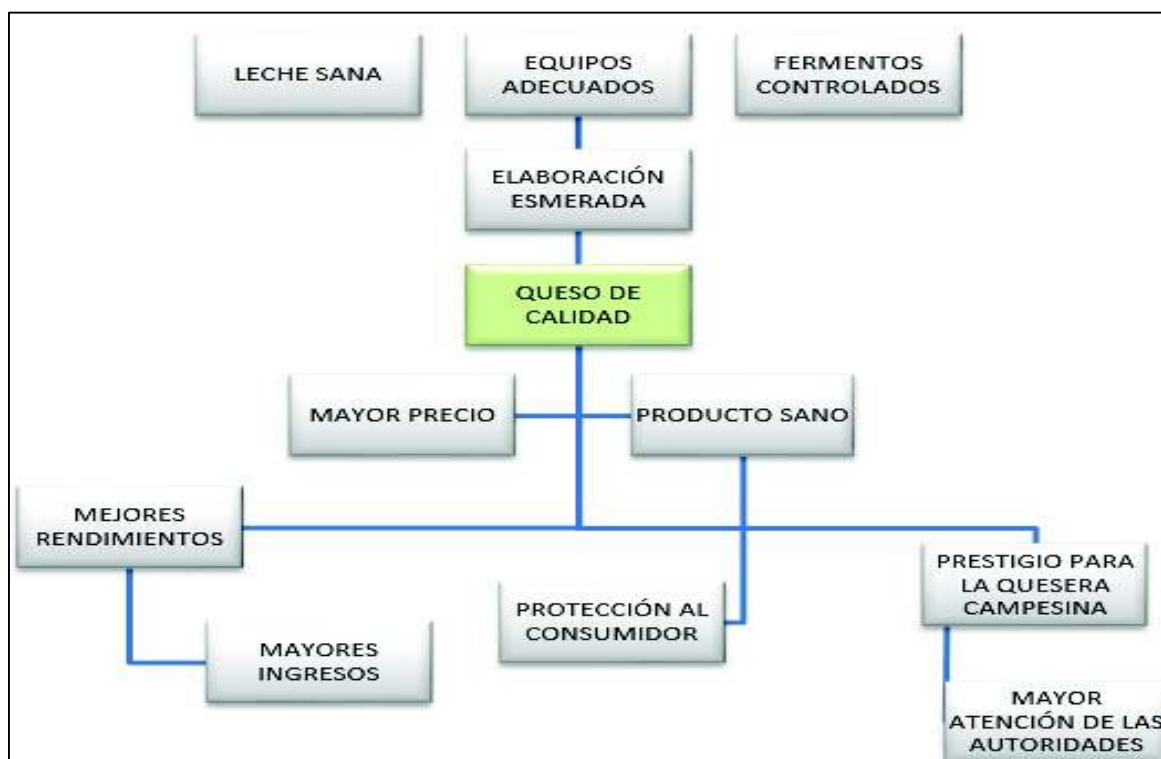 LECHE SANA
EQUIPOS
ADECUADOS
FERMENTOS
CONTROLADOS
ELABORACIÓN
ESMERADA
QUESO DE
CALIDAD
MAYOR PRECIO
PRODUCTO SANO
MEJORES
RENDIMIENTOS
PRESTIGIO PARA
LA QUESERA
CAMPESINA
PROTECCIÓN AL
CONSUMIDOR
MAYORES
INGRESOS
MAYOR
ATENCIÓN DE LAS
AUTORIDADES